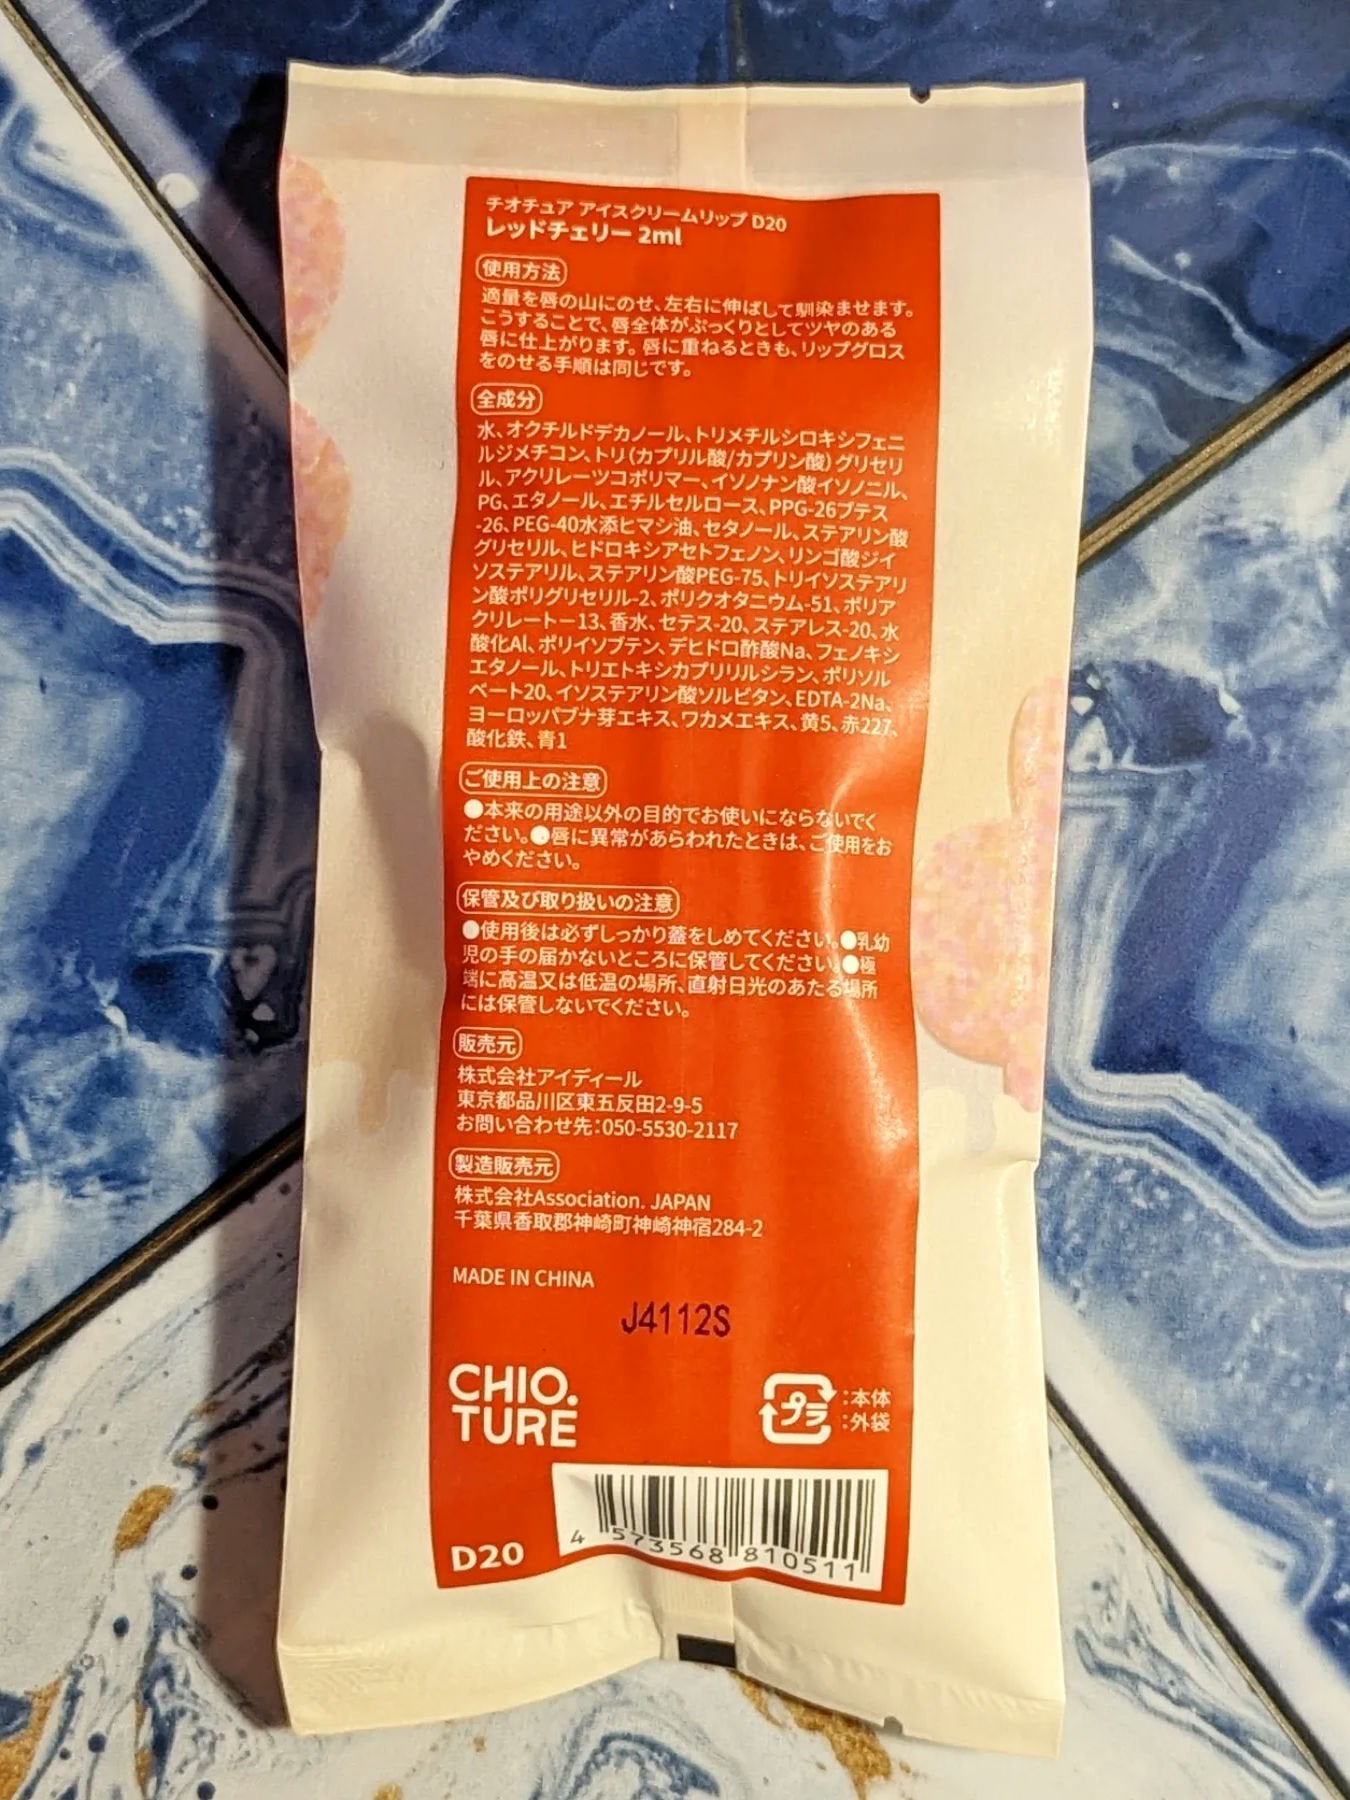 チオチュア アイスクリームリップ D20
レッドチェリー 2ml
使用方法
適量を唇の山にのせ、左右に伸ばして馴染ませます。
こうすることで、唇全体がぷっくりとしてツヤのある
唇に仕上がります。唇に重ねるときも、リップグロス
をのせる手順は同じです。
全成分
水、オクチルドデカノール、トリメチルシロキシフェニ
ルジメチコン、トリ(カプリル酸/カプリン酸)グリセリ
ル、アクリレーツコポリマー、イソノナン酸イソノニル、
PG、エタノール、エチルセルロース、PPG-26ブテス
-26、PEG-40水添ヒマシ油、セタノール、ステアリン酸
グリセリル、ヒドロキシアセトフェノン、リンゴ酸ジイ
ソステアリル、ステアリン酸PEG-75、トリイソステアリ
ン酸ポリグリセリル-2、ポリクオタニウム-51、ポリア
クリレートー13、香水、セテス-20、ステアレス-20、水
酸化Al、ポリイソブテン、デヒドロ酢酸Na、フェノキシ
エタノール、トリエトキシカプリリルシラン、ポリソル
ベート20、イソステアリン酸ソルビタン、EDTA-2Na、
ヨーロッパブナ芽エキス、ワカメエキス、黄5、赤227、
酸化鉄、青1
ご使用上の注意
●本来の用途以外の目的でお使いにならないでく
ださい。●唇に異常があらわれたときは、ご使用をお
やめください。
保管及び取り扱いの注意
●使用後は必ずしっかり蓋をしめてください。●乳幼
児の手の届かないところに保管してください。●極
端に高温又は低温の場所、直射日光のあたる場所
には保管しないでください。
販売元
株式会社アイディール
東京都品川区東五反田2-9-5
お問い合わせ先：050-5530-2117
製造販売元
株式会社Association. JAPAN
千葉県香取郡神崎町神崎神宿284-2
MADE IN CHINA
J4112S
CHIO.
TURE
プラ
：本体
：外袋
D20
4 573568 810511